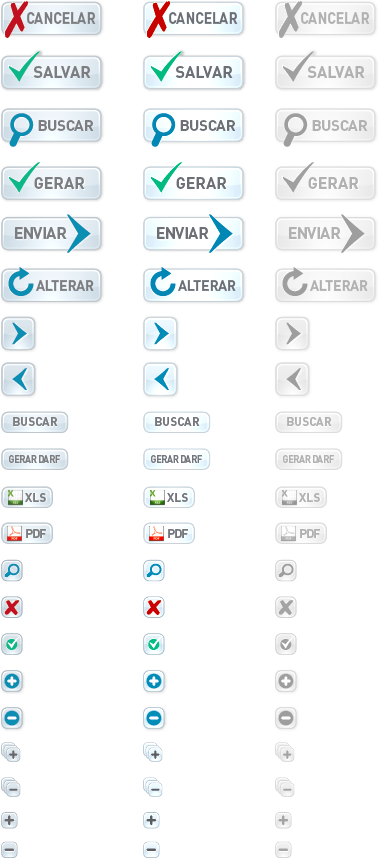 CANCELAR CANCELAR CANCELAR
SALVAR SALVAR SALVAR
BUSCAR BUSCAR BUSCAR
GERAR GERAR GERAR
ENVIAR ENVIAR ENVIAR
ALTERAR ALTERAR ALTERAR
BUSCAR BUSCAR BUSCAR
GERAR DARF GERAR DARF GERAR DARF
X XLS X XLS X XLS
PDF PDF PDF